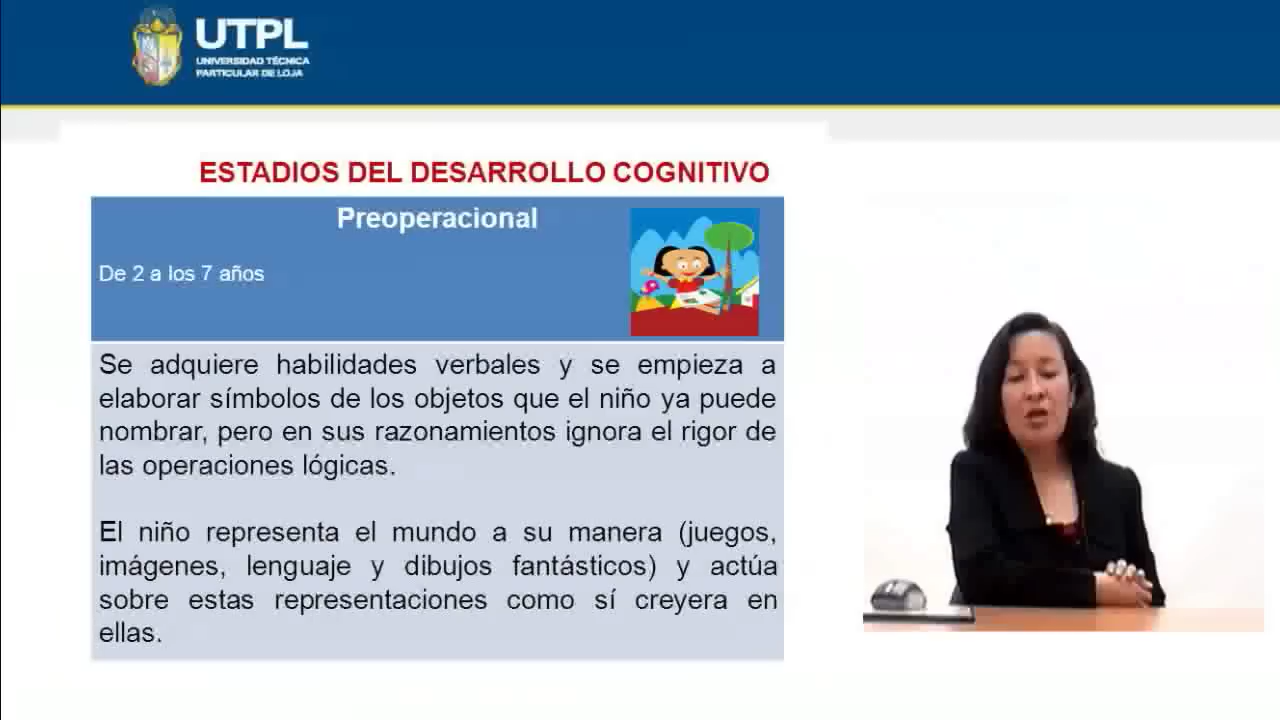 UTPL
UNIVERSIDAD TÉCNICA
PARTICULAR DE LOJA
ESTADIOS DEL DESARROLLO COGNITIVO
Preoperacional
De 2 a los 7 años
Se adquiere habilidades verbales y se empieza a
elaborar símbolos de los objetos que el niño ya puede
nombrar, pero en sus razonamientos ignora el rigor de
las operaciones lógicas.
El niño representa el mundo a su manera (juegos,
imágenes, lenguaje y dibujos fantásticos) y actúa
sobre estas representaciones como sí creyera en
ellas.